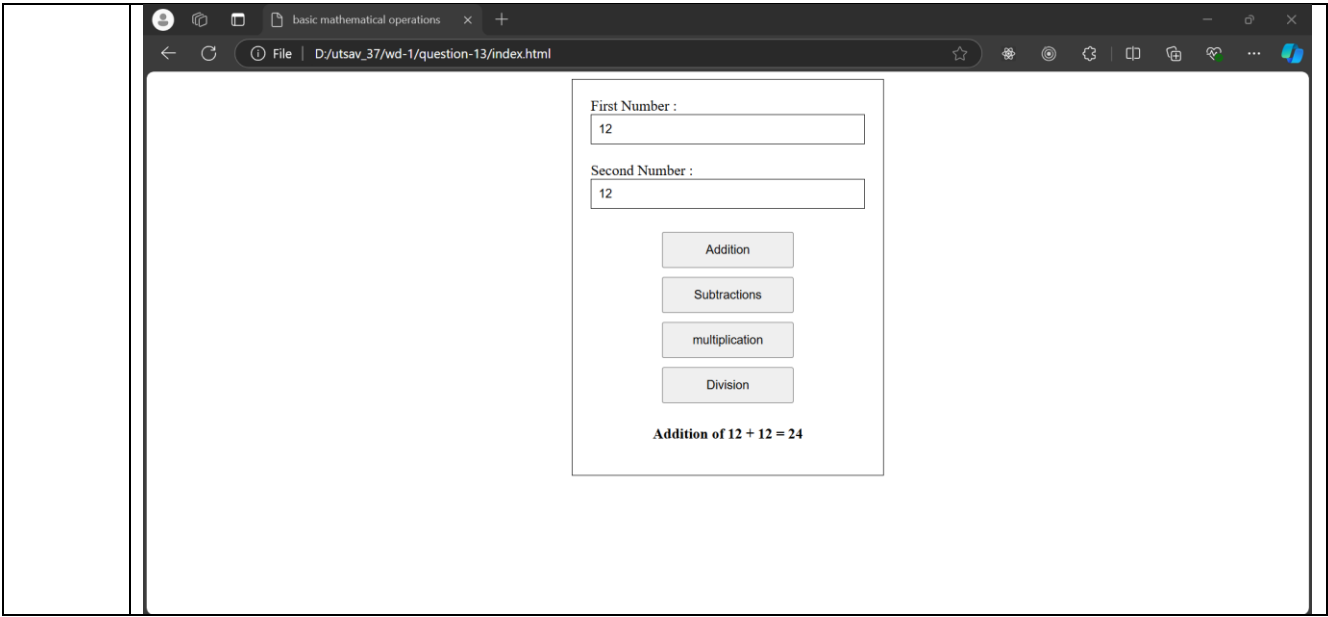 basic mathematical operations
File | D:/utsav_37/wd-1/question-13/index.html
First Number :
12
Second Number :
12
Addition
Subtractions
multiplication
Division
Addition of 12 + 12 = 24